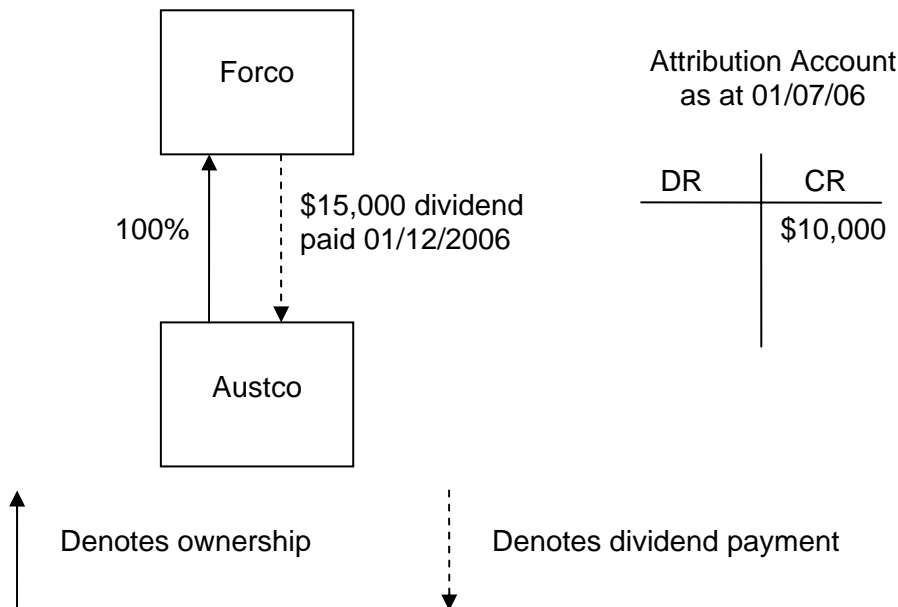 Forco
Attribution Account
as at 01/07/06
DR CR
$10,000
100%
$15,000 dividend
paid 01/12/2006
Austco
Denotes ownership
Denotes dividend payment